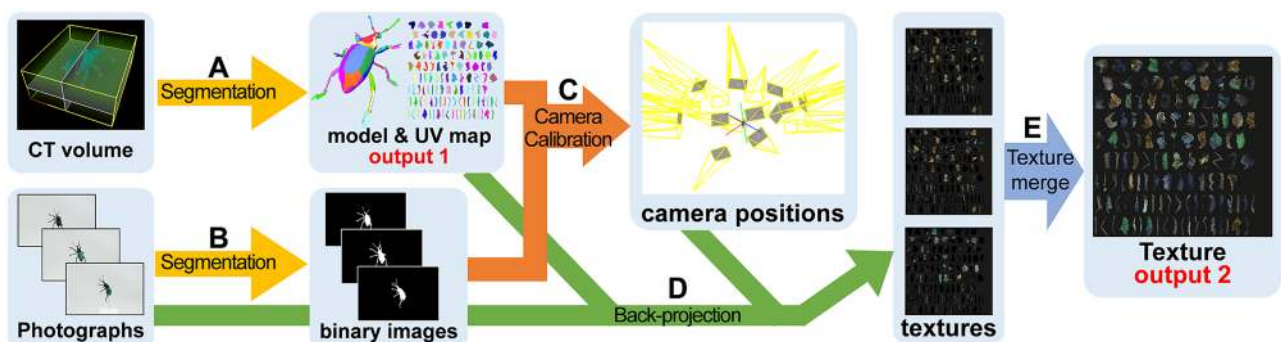 A
Segmentation
CT volume
model & UV map
output 1
C
Camera
Calibration
camera positions
B
Segmentation
Photographs
binary images
D
Back-projection
textures
E
Texture
merge
Texture
output 2